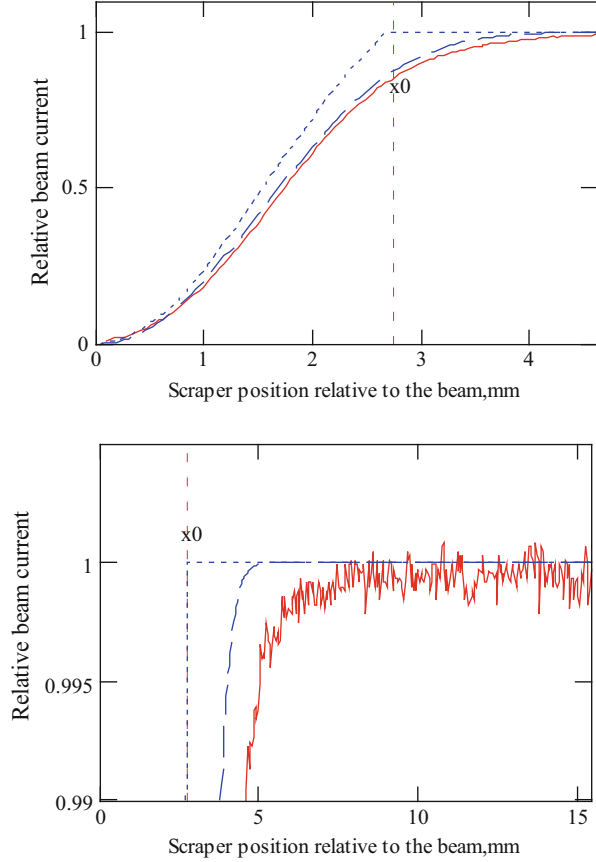 1
x0
Relative beam current
0.5
0
0 1 2 3 4
Scraper position relative to the beam,mm
1
x0
Relative beam current
0.995
0.99
0 5 10 15
Scraper position relative to the beam,mm